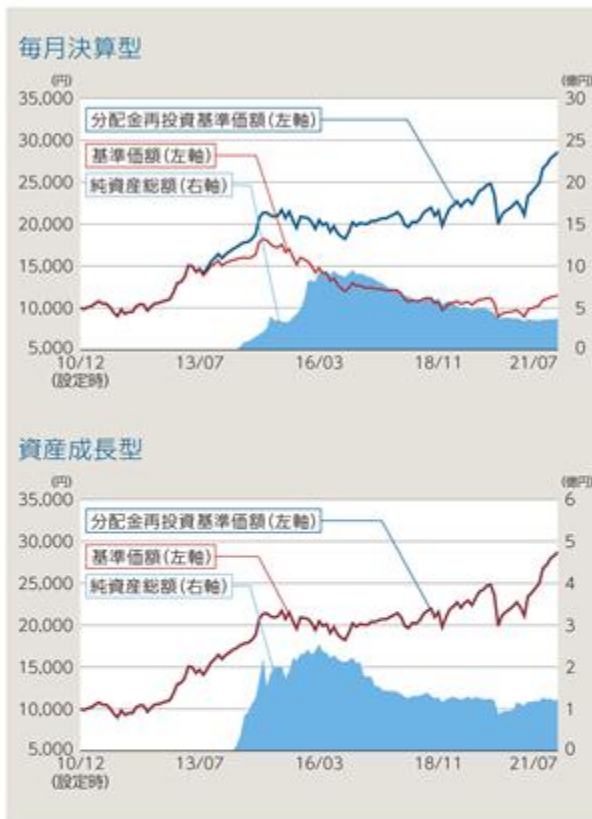 毎月決算型
(円)
(億円)
35,000
30,000
25,000
20,000
15,000
10,000
5,000
分配金再投資基準価額(左軸)
基準価額(左軸)
純資産総額(右軸)
30
25
20
15
10
5
0
10/12
(設定時)
13/07
16/03
18/11
21/07
資産成長型
(円)
(億円)
35,000
30,000
25,000
20,000
15,000
10,000
5,000
分配金再投資基準価額(左軸)
基準価額(左軸)
純資産総額(右軸)
6
5
4
3
2
1
0
10/12
(設定時)
13/07
16/03
18/11
21/07